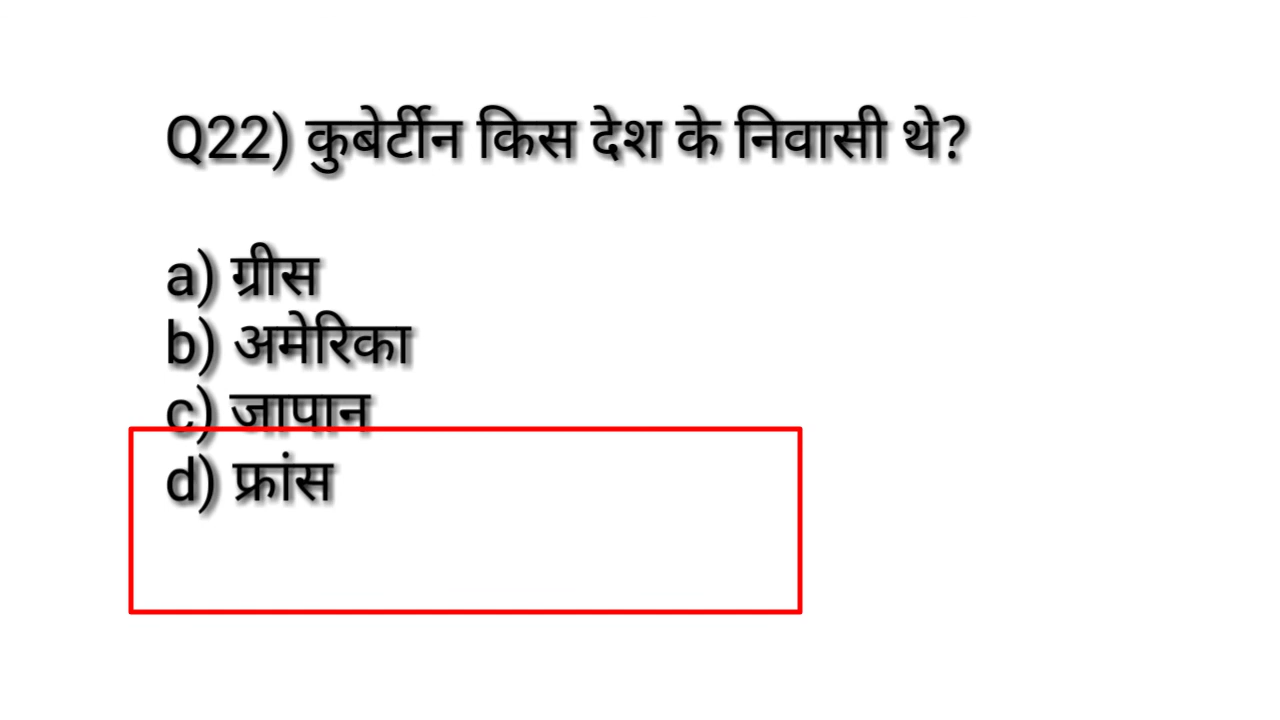 Q22) कुबेर्टीन किस देश के निवासी थे?
a) ग्रीस
b) अमेरिका
c) जापान
d) फ्रांस